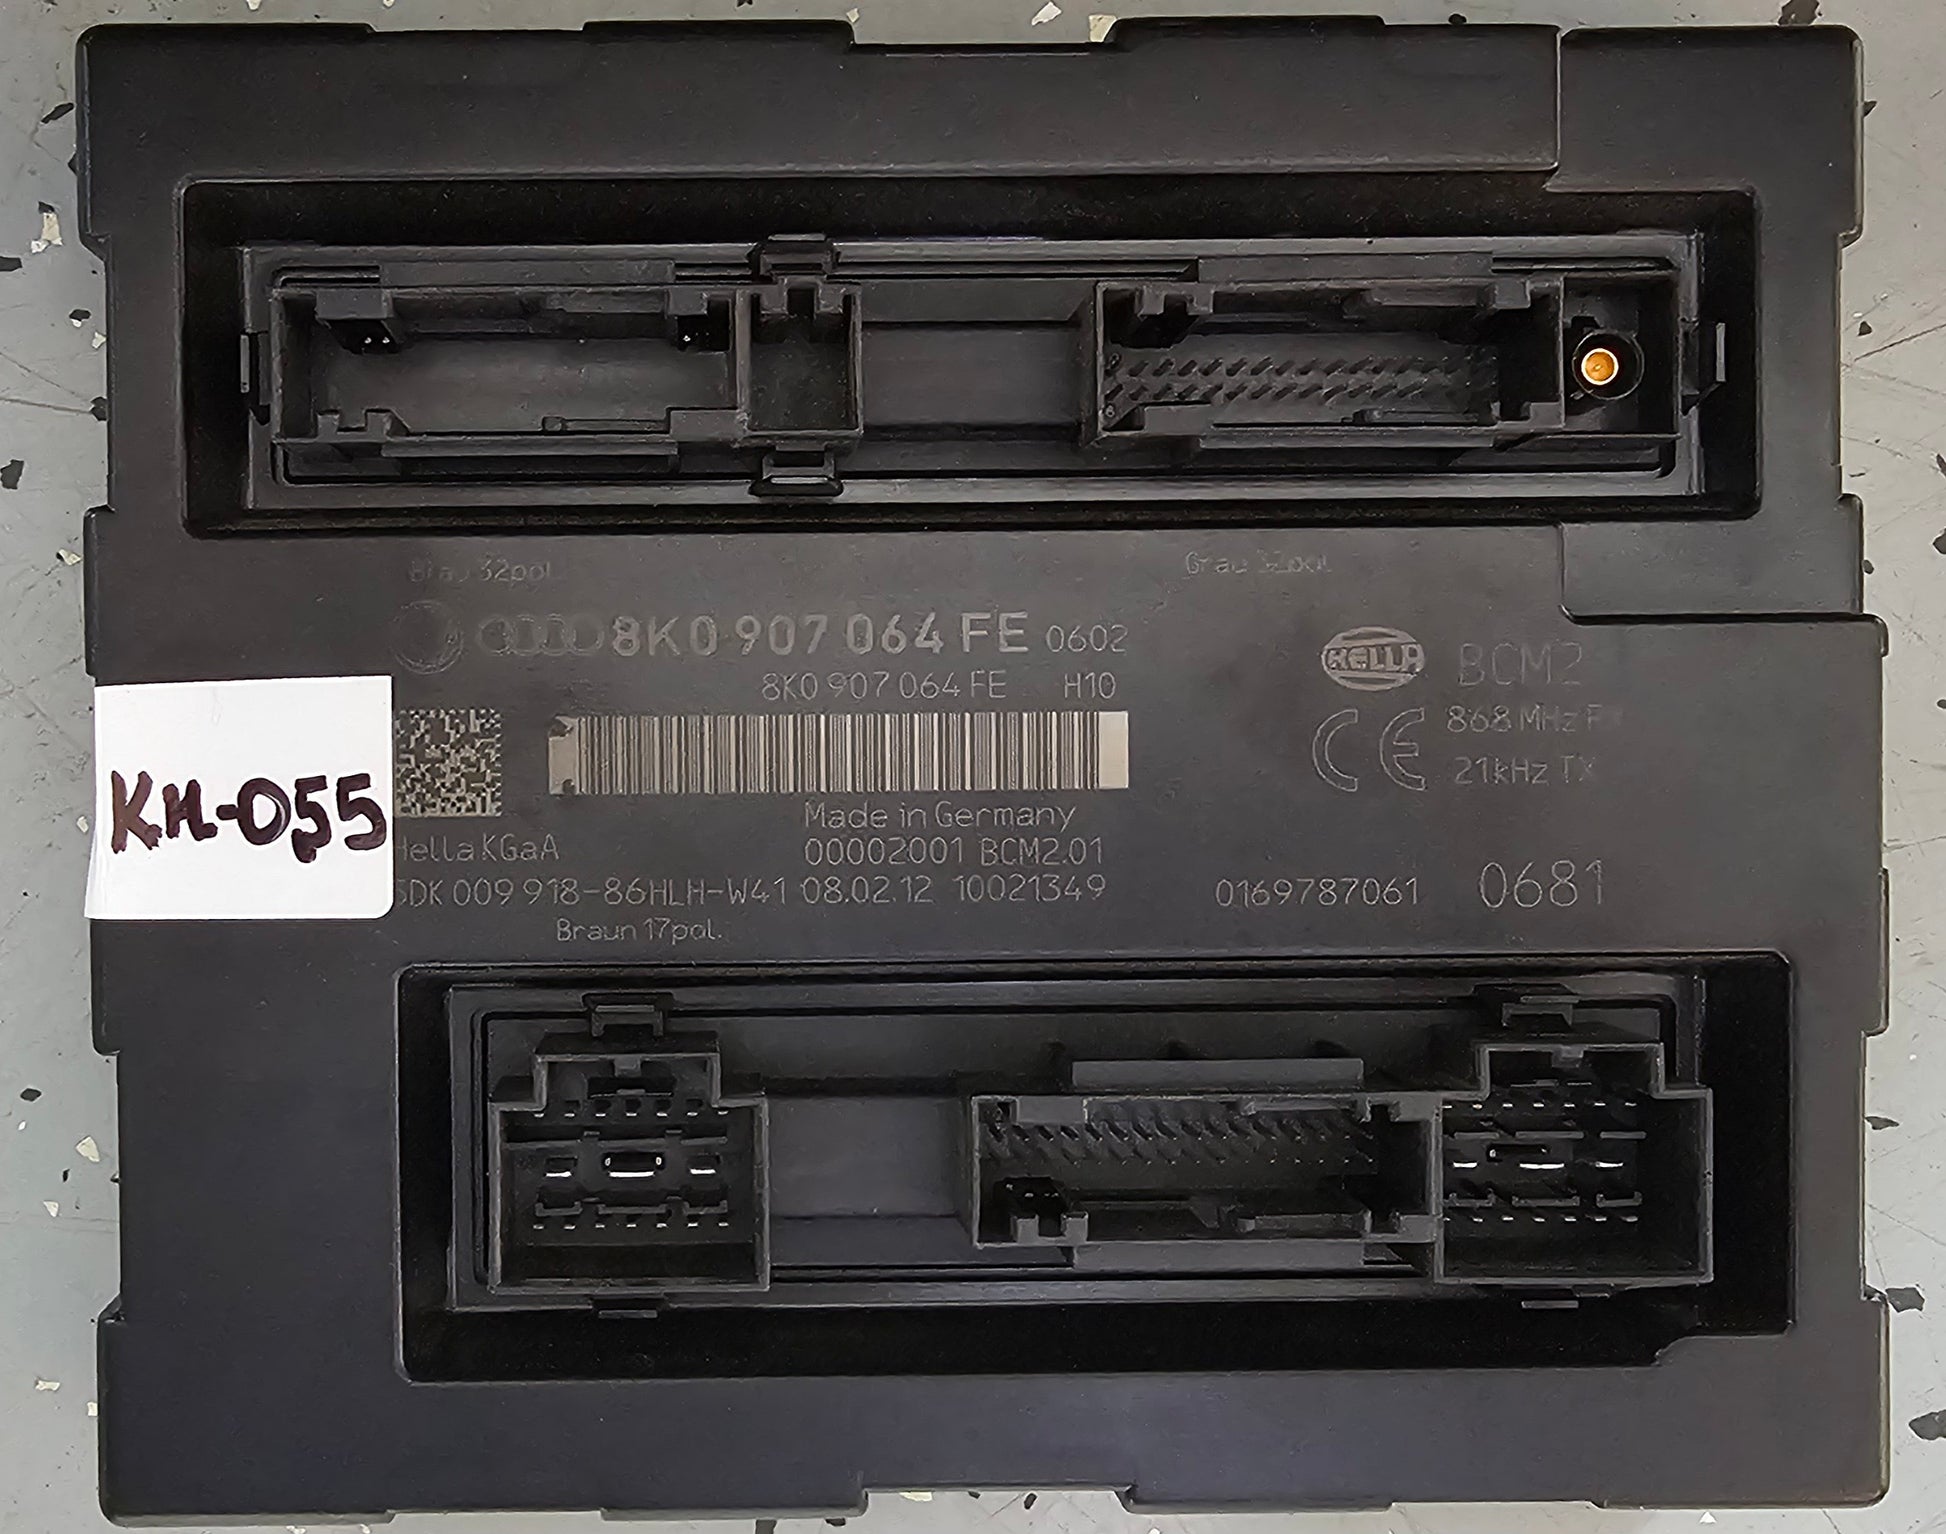 32pol.
Grau 32pol.
8K0 907 064 FE 0602
8K0 907 064 FE H10
HELLA
BCM2
CE
868 MHz
21kHz TX
KH-055
Made in Germany
Hella KGaA
00002001 BCM2.01
5DK 009 918-86HLH-W41 08.02.12 10021349
0169787061 0681
Braun 17pol.